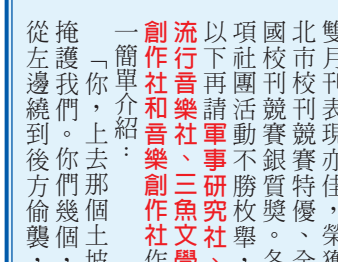 雙月刊表現亦佳，榮獲
北市校刊競賽特優、全
國校刊競賽銀質獎。各
項社團活動不勝枚舉，
以下再請軍事研究社、
流行音樂社、三魚文學
創作社和音樂創作社作
一簡單介紹：
「你，上去那個土坡
掩護我們。你們幾個
從左邊繞到後方偷襲，